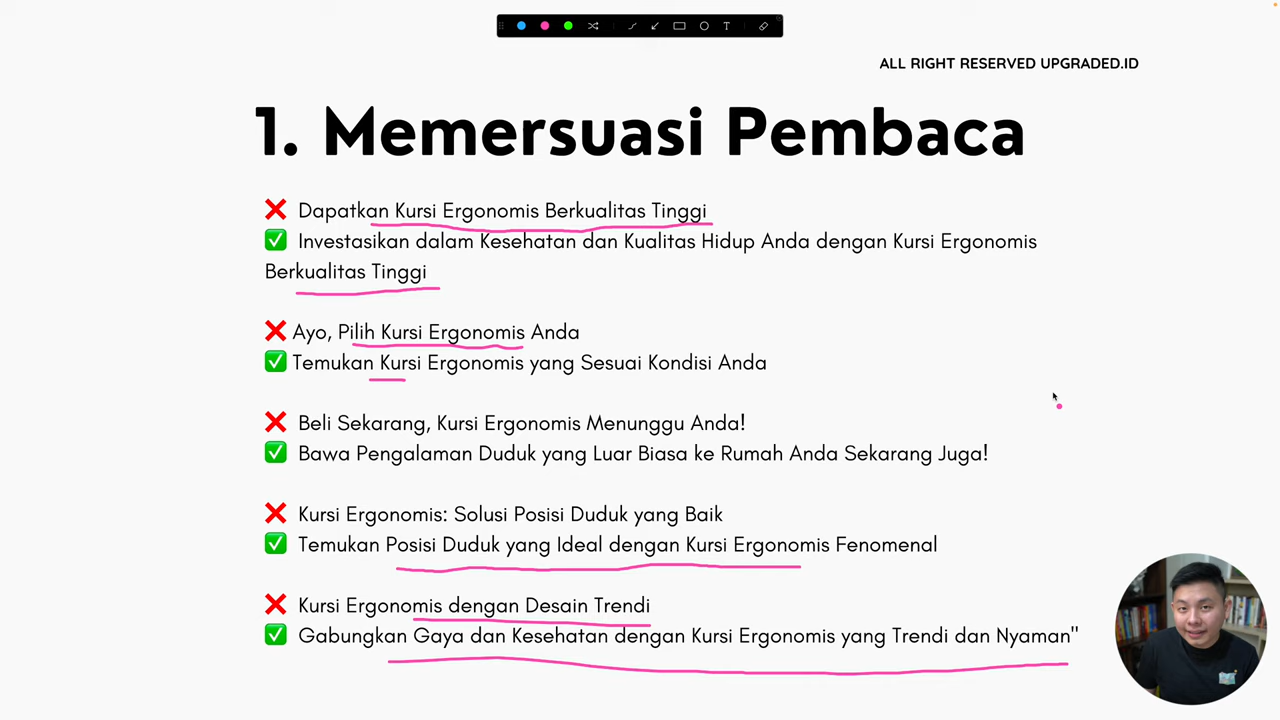 T
ALL RIGHT RESERVED UPGRADED.ID
1. Memersuasi Pembaca
❌ Dapatkan Kursi Ergonomis Berkualitas Tinggi
✅ Investasikan dalam Kesehatan dan Kualitas Hidup Anda dengan Kursi Ergonomis
Berkualitas Tinggi
❌ Ayo, Pilih Kursi Ergonomis Anda
✅ Temukan Kursi Ergonomis yang Sesuai Kondisi Anda
❌ Beli Sekarang, Kursi Ergonomis Menunggu Anda!
✅ Bawa Pengalaman Duduk yang Luar Biasa ke Rumah Anda Sekarang Juga!
❌ Kursi Ergonomis: Solusi Posisi Duduk yang Baik
✅ Temukan Posisi Duduk yang Ideal dengan Kursi Ergonomis Fenomenal
❌ Kursi Ergonomis dengan Desain Trendi
✅ Gabungkan Gaya dan Kesehatan dengan Kursi Ergonomis yang Trendi dan Nyaman"